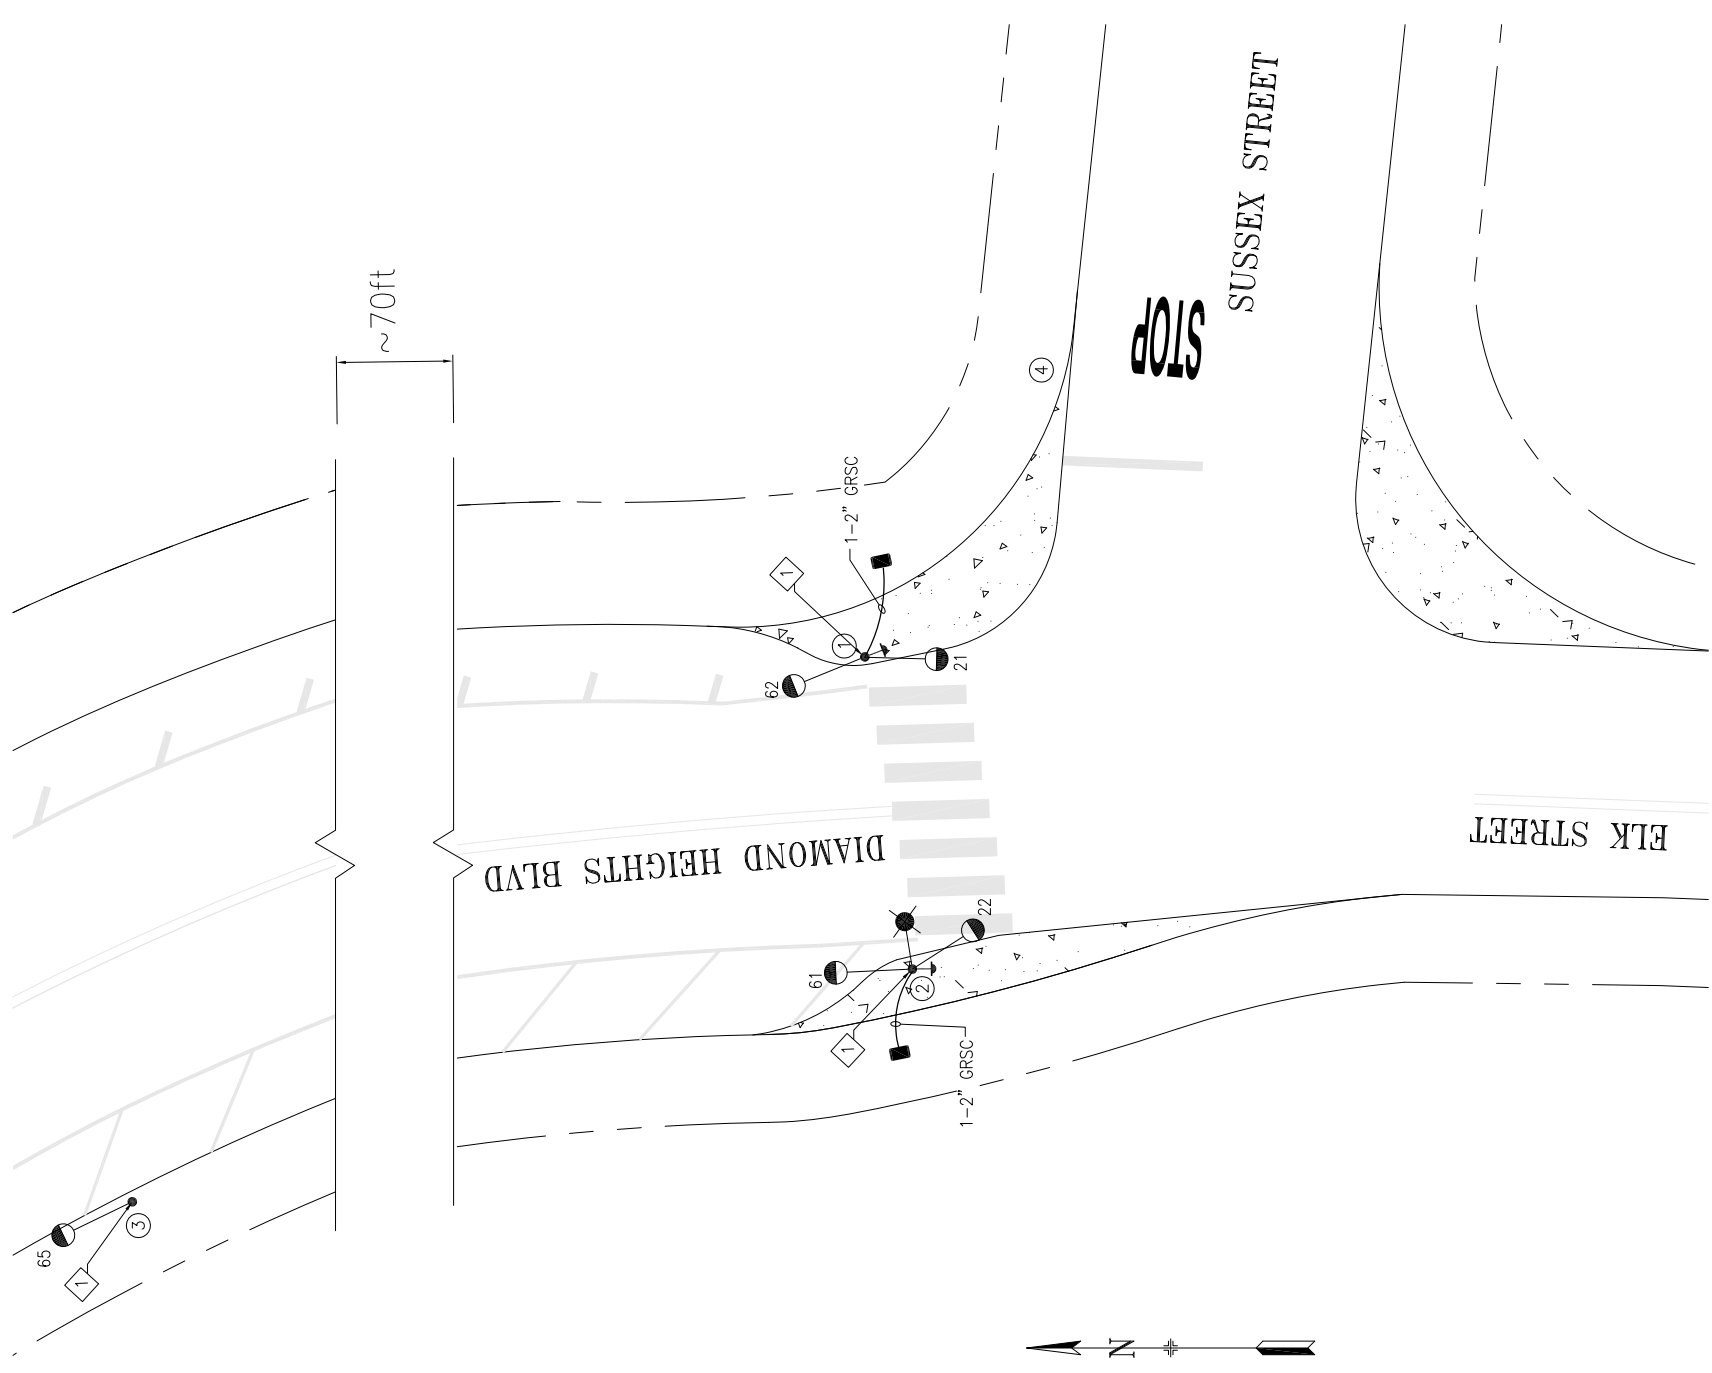 SUSSEX STREET
~70ft
STOP
4
1-2" GRSC
1
1
62
21
DIAMOND HEIGHTS BLVD
ELK STREET
22
61
2
1
1-2" GRSC
3
65
1
N